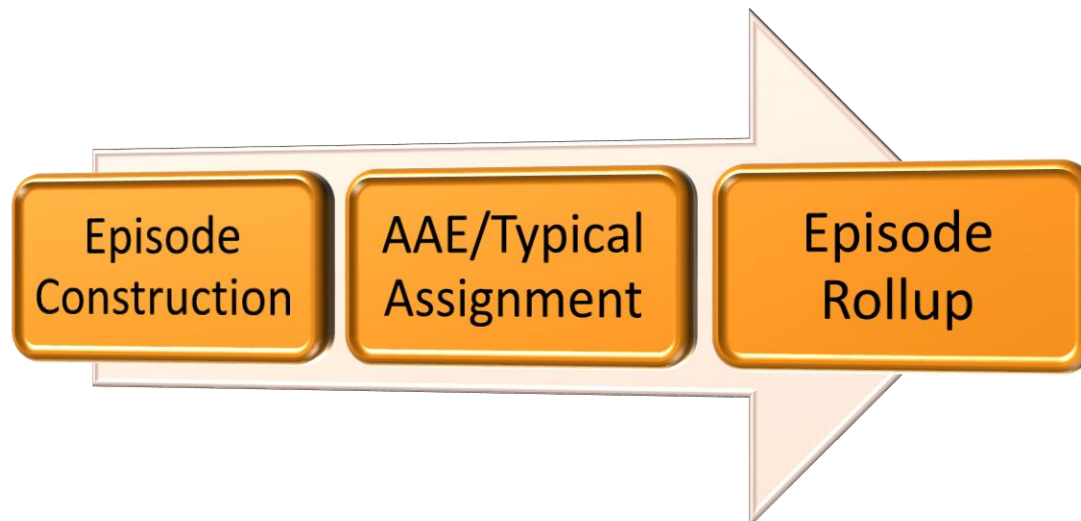 Episode
Construction
AAE/Typical
Assignment
Episode
Rollup